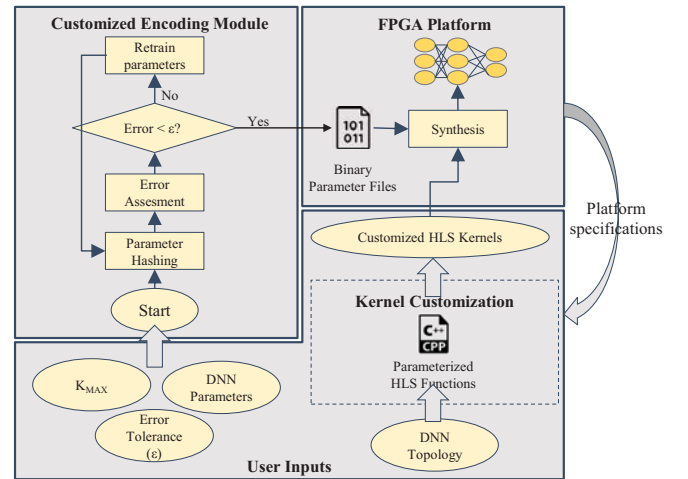 Customized Encoding Module
Retrain
parameters
No
Error < ε?
Yes
Error
Assesment
Parameter
Hashing
Start
FPGA Platform
101
011
Synthesis
Binary
Parameter Files
Platform
specifications
Customized HLS Kernels
Kernel Customization
C++
CPP
Parameterized
HLS Functions
K_MAX
DNN
Parameters
Error
Tolerance
(ε)
DNN
Topology
User Inputs